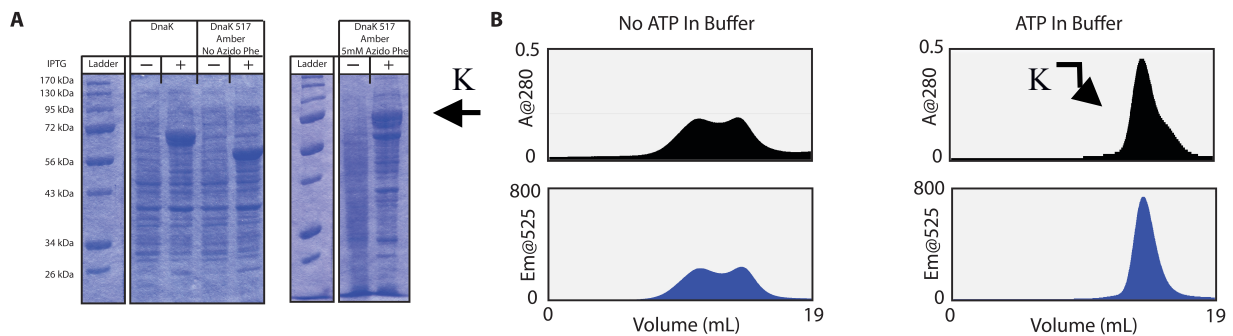 A
DnaK
DnaK 517
Amber
No Azido Phe
DnaK 517
Amber
5mM Azido Phe
IPTG
Ladder
−
+
−
+
Ladder
−
+
170 kDa
130 kDa
95 kDa
72 kDa
56 kDa
43 kDa
34 kDa
26 kDa
K
B
No ATP In Buffer
ATP In Buffer
0.5
A@280
0
0.5
A@280
0
K
800
Em@525
0
800
Em@525
0
0
Volume (mL)
19
0
Volume (mL)
19